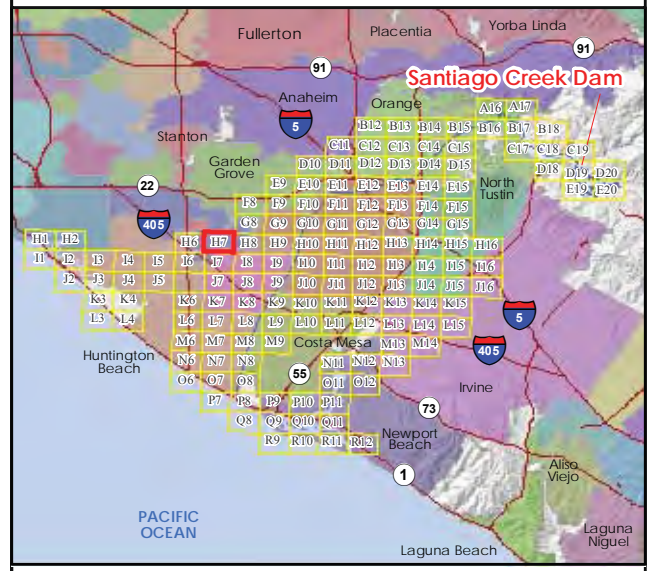 Fullerton
Placentia
Yorba Linda
91
91
Santiago Creek Dam
Anaheim
Orange
A16 A17
5
B12 B13 B14 B15 B16 B17 B18
Stanton
C11 C12 C13 C14 C15 C17 C18 C19
Garden
Grove
D10 D11 D12 D13 D14 D15 D18 D19 D20
22
E9 E10 E11 E12 E13 E14 E15 E19 E20
North
Tustin
F8 F9 F10 F11 F12 F13 F14 F15
405
G8 G9 G10 G11 G12 G13 G14 G15
H1 H2 H6 H7 H8 H9 H10 H11 H12 H13 H14 H15 H16
I1 I2 I3 I4 I5 I6 I7 I8 I9 I10 I11 I12 I13 I14 I15 I16
J2 J3 J4 J5 J7 J8 J9 J10 J11 J12 J13 J14 J15 J16
K3 K4 K6 K7 K8 K9 K10 K11 K12 K13 K14 K15
5
L3 L4 L6 L7 L8 L9 L10 L11 L12 L13 L14 L15
M6 M7 M8 M9 Costa Mesa M13 M14
405
Huntington
Beach
N6 N7 N8 N11 N12 N13
55
O6 O7 O8 O11 O12
Irvine
P7 P8 P9 P10 P11
73
Q8 Q9 Q10 Q11
Newport
Beach
R9 R10 R11 R12
1
Aliso
Viejo
PACIFIC
OCEAN
Laguna
Niguel
Laguna Beach